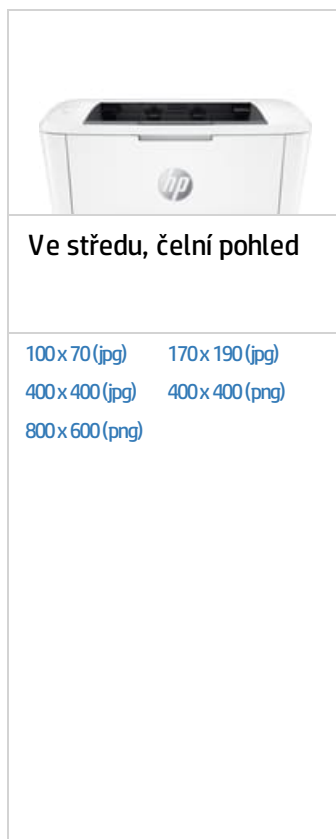 hp
Ve středu, čelní pohled
100 x 70 (jpg) 170 x 190 (jpg)
400 x 400 (jpg) 400 x 400 (png)
800 x 600 (png)